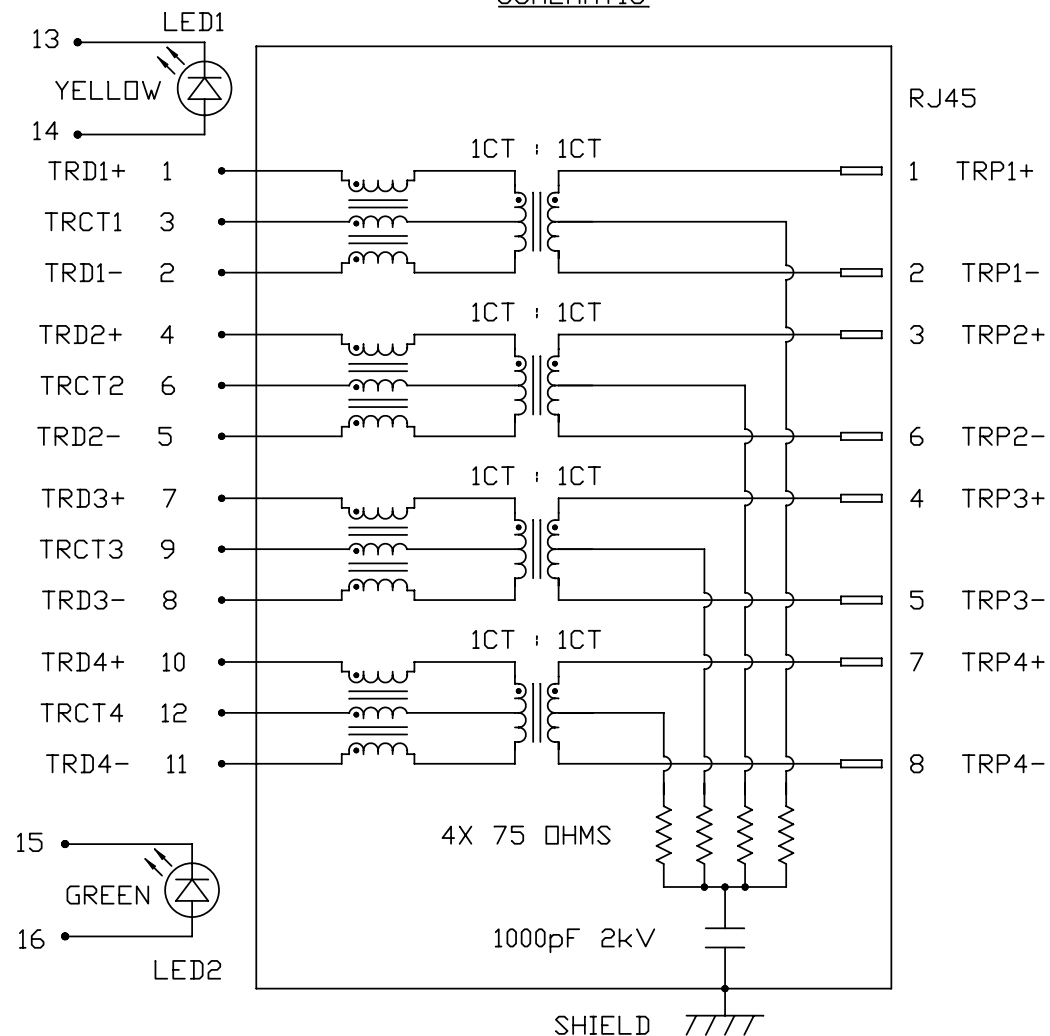 LED1
13
YELLOW
14
RJ45
1CT : 1CT
TRD1+ 1
1 TRP1+
TRCT1 3
TRD1- 2
2 TRP1-
1CT : 1CT
TRD2+ 4
3 TRP2+
TRCT2 6
TRD2- 5
6 TRP2-
1CT : 1CT
TRD3+ 7
4 TRP3+
TRCT3 9
TRD3- 8
5 TRP3-
1CT : 1CT
TRD4+ 10
7 TRP4+
TRCT4 12
TRD4- 11
8 TRP4-
4X 75 OHMS
15
GREEN
16
1000pF 2kV
LED2
SHIELD